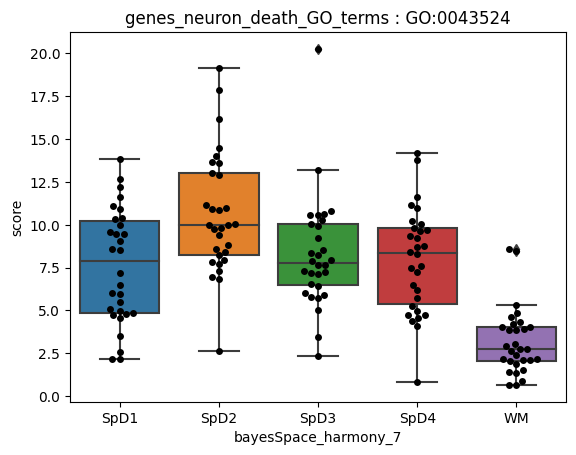 genes_neuron_death_GO_terms : GO:0043524
20.0
17.5
15.0
12.5
10.0
7.5
5.0
2.5
0.0
score
SpD1 SpD2 SpD3 SpD4 WM
bayesSpace_harmony_7